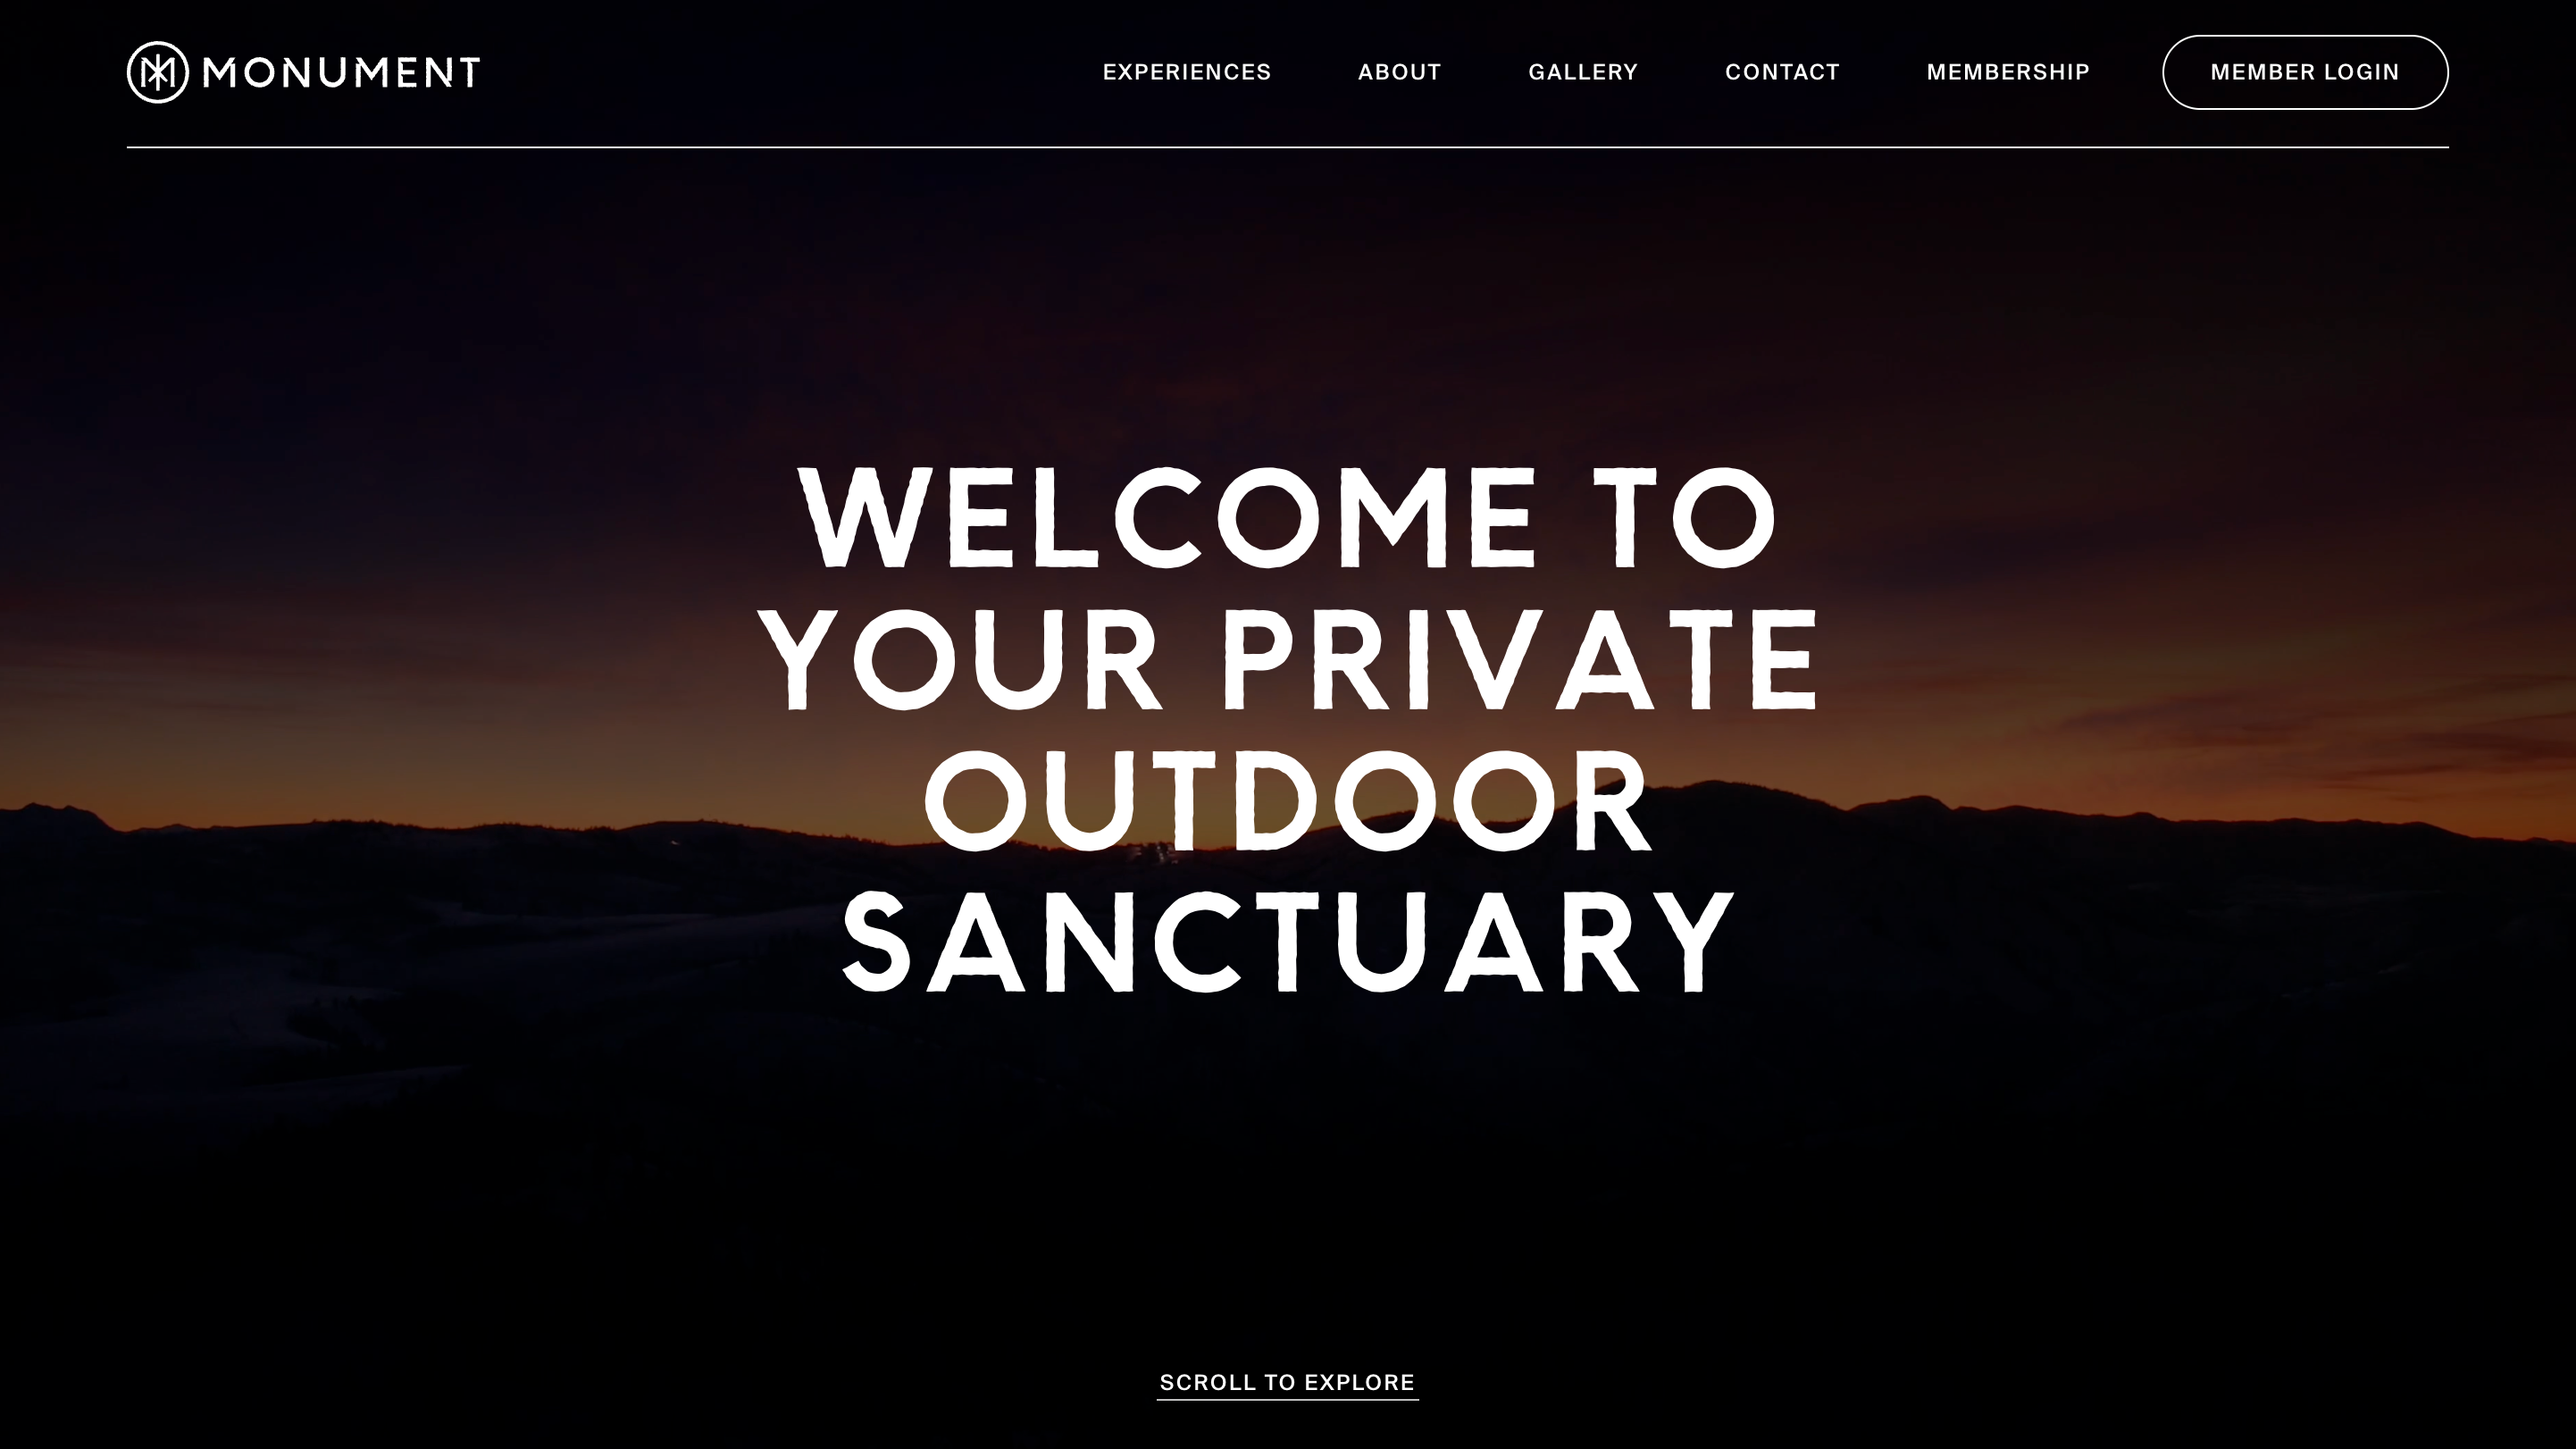 MONUMENT
EXPERIENCES
ABOUT
GALLERY
CONTACT
MEMBERSHIP
MEMBER LOGIN
WELCOME TO
YOUR PRIVATE
OUTDOOR
SANCTUARY
SCROLL TO EXPLORE